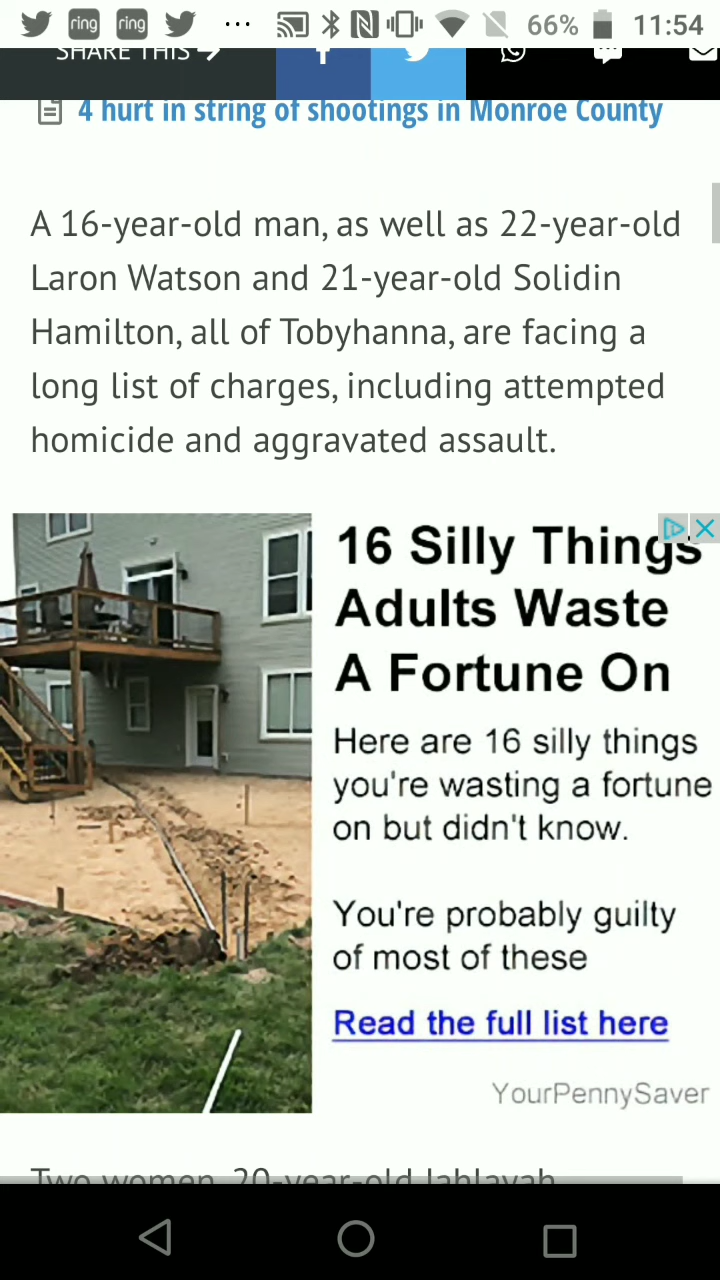 ring ring ... 66% 11:54
SHARE THIS
4 hurt in string of shootings in Monroe County
A 16-year-old man, as well as 22-year-old
Laron Watson and 21-year-old Solidin
Hamilton, all of Tobyhanna, are facing a
long list of charges, including attempted
homicide and aggravated assault.
16 Silly Things
Adults Waste
A Fortune On
Here are 16 silly things
you're wasting a fortune
on but didn't know.
You're probably guilty
of most of these
Read the full list here
YourPennySaver
Two women, 20-year-old Jahlayah